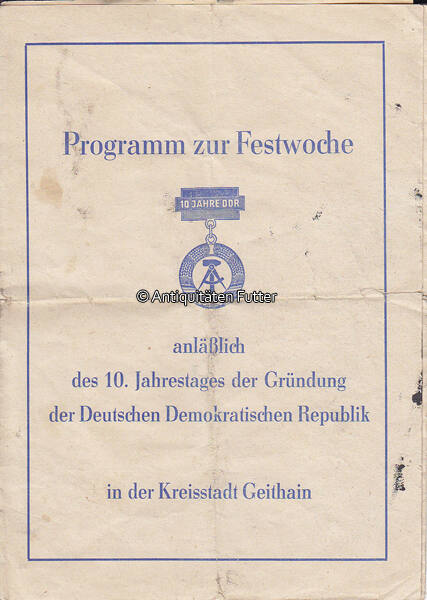 Programm zur Festwoche
10 JAHRE DDR
© Antiquitäten Futter
anläßlich
des 10. Jahrestages der Gründung
der Deutschen Demokratischen Republik
in der Kreisstadt Geithain